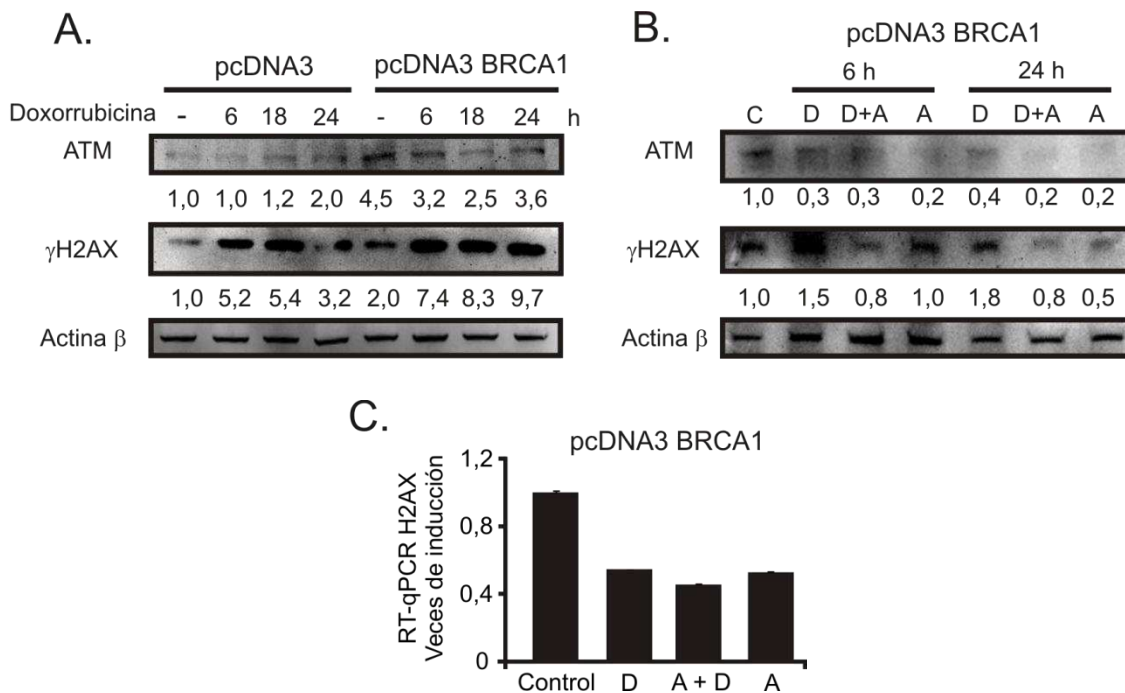 A.
pcDNA3 pcDNA3 BRCA1
Doxorrubicina - 6 18 24 - 6 18 24 h
ATM
1,0 1,0 1,2 2,0 4,5 3,2 2,5 3,6
γH2AX
1,0 5,2 5,4 3,2 2,0 7,4 8,3 9,7
Actina β
B.
pcDNA3 BRCA1
6 h 24 h
C D D+A A D D+A A
ATM
1,0 0,3 0,3 0,2 0,4 0,2 0,2
γH2AX
1,0 1,5 0,8 1,0 1,8 0,8 0,5
Actina β
C.
pcDNA3 BRCA1
RT-qPCR H2AX
Veces de inducción
1,2
0,8
0,4
0
Control D A + D A